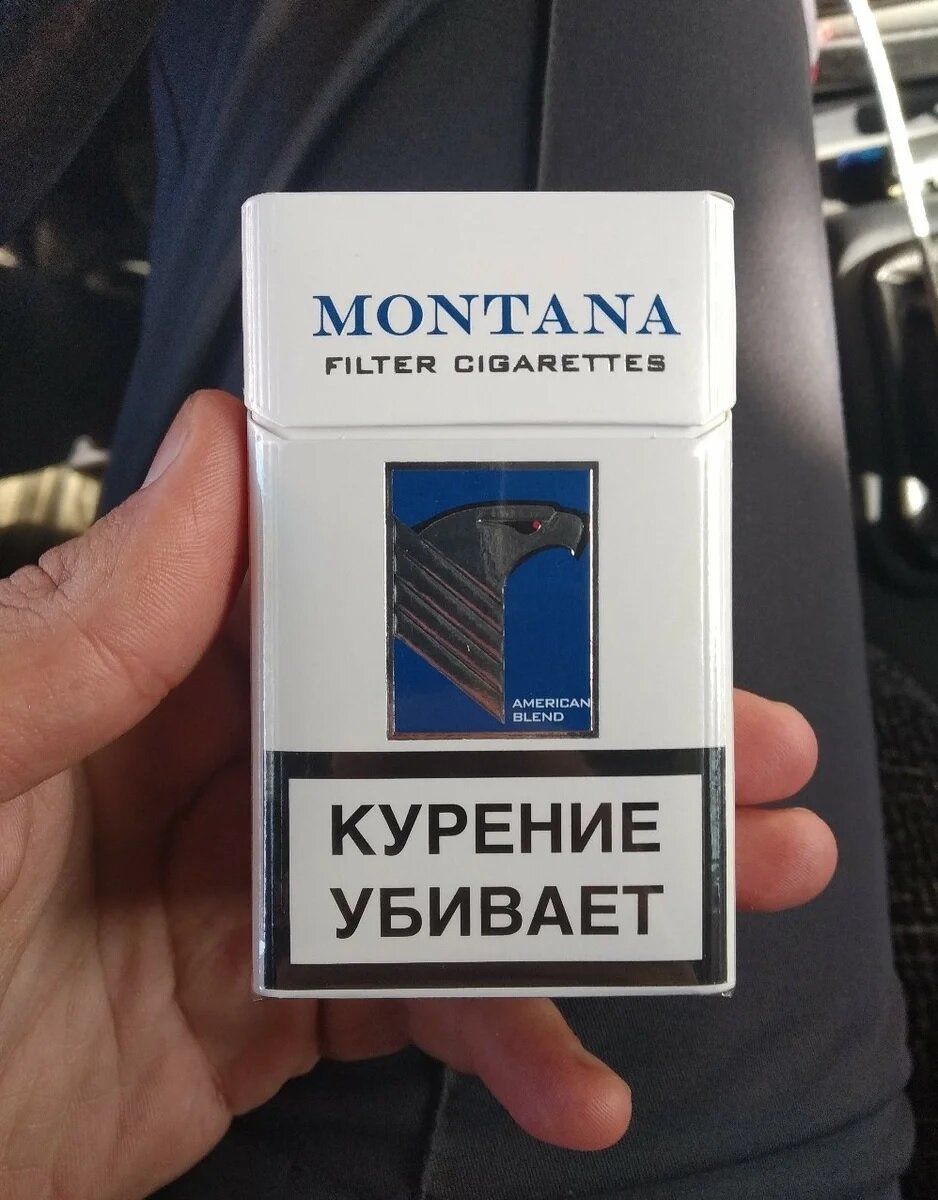 MONTANA
FILTER CIGARETTES
AMERICAN
BLEND
КУРЕНИЕ
УБИВАЕТ